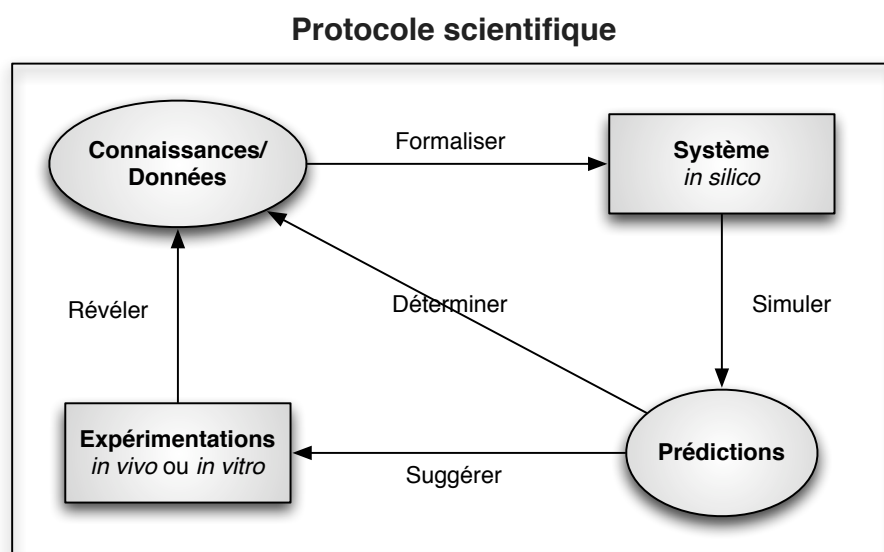 Protocole scientifique
Connaissances/
Données
Formaliser
Système
in silico
Révéler
Déterminer
Simuler
Expérimentations
in vivo ou in vitro
Suggérer
Prédictions